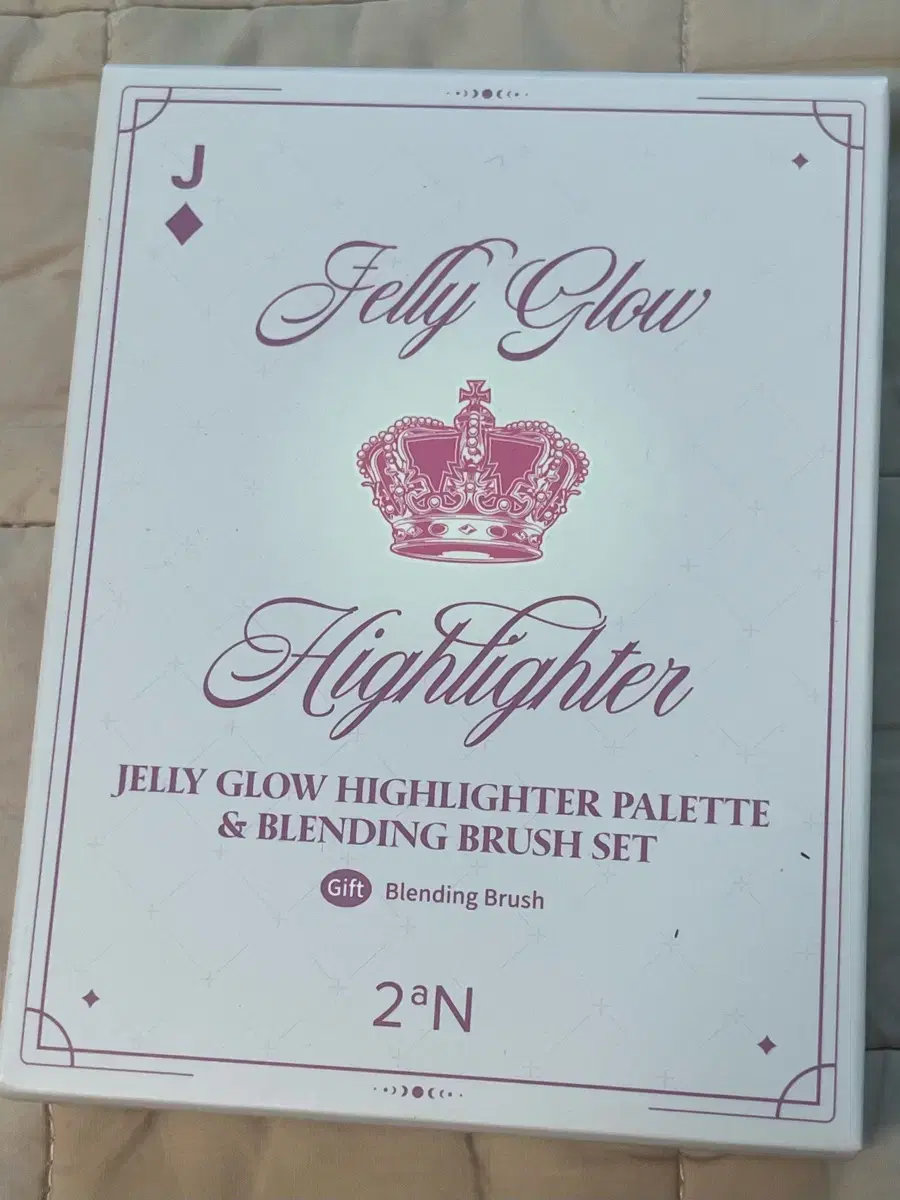 J
Jelly Glow
Highlighter
JELLY GLOW HIGHLIGHTER PALETTE
& BLENDING BRUSH SET
Gift Blending Brush
2ªN